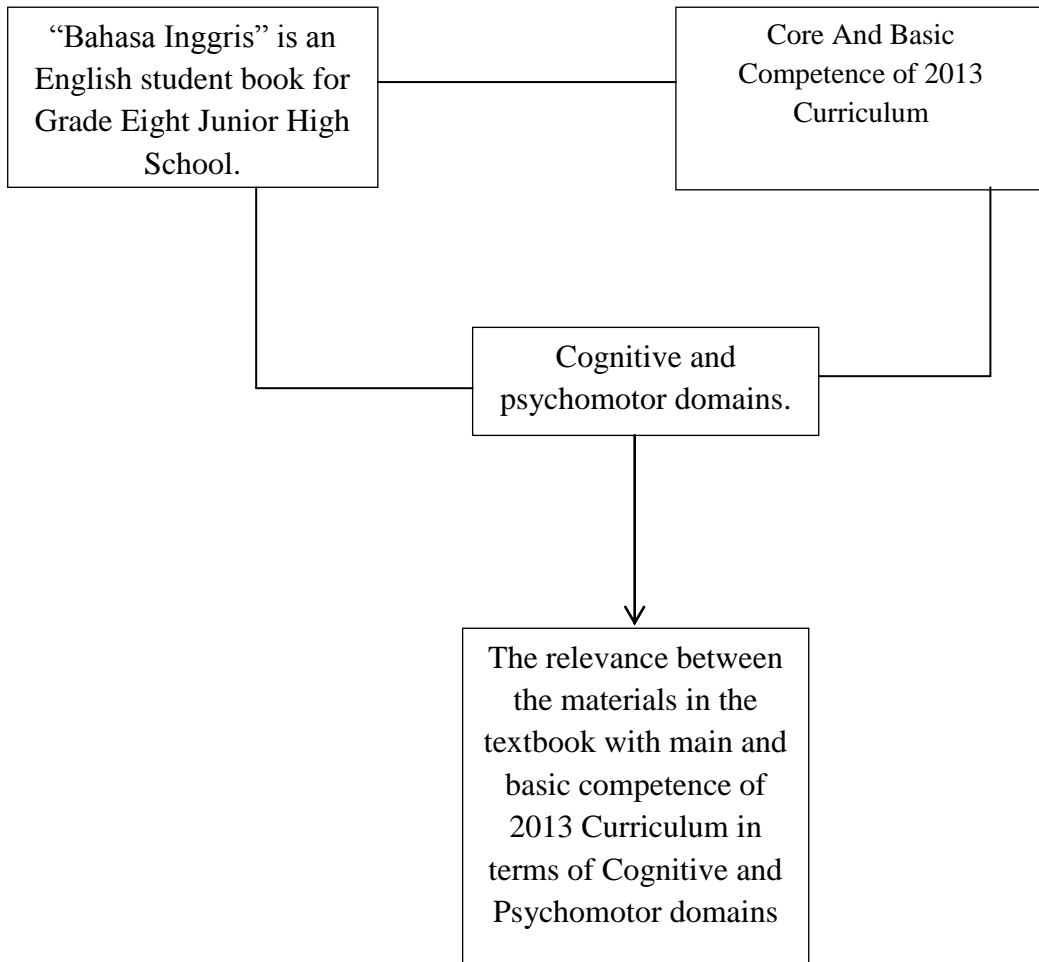 “Bahasa Inggris” is an
English student book for
Grade Eight Junior High
School.
Core And Basic
Competence of 2013
Curriculum
Cognitive and
psychomotor domains.
The relevance between
the materials in the
textbook with main and
basic competence of
2013 Curriculum in
terms of Cognitive and
Psychomotor domains